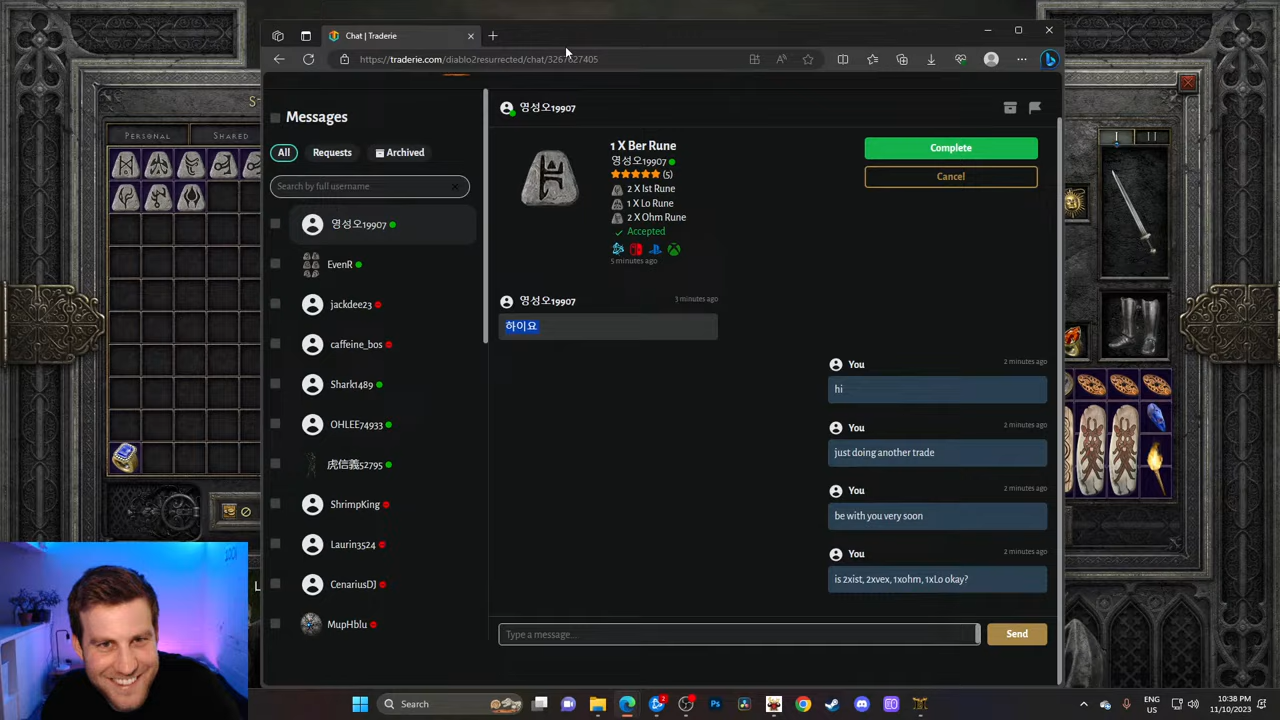 Chat | Traderie
https://traderie.com/diablo2resurrected/chat/3267627405
PERSONAL
SHARED
I
II
Messages
All
Requests
Archived
Search by full username
영성오19907
EvenR
jackdee23
caffeine_bos
Shark1489
OHLEE74933
虎信義52795
ShrimpKing
Laurin3524
CenariusDJ
MupHblu
영성오19907
1 X Ber Rune
영성오19907
(5)
2 X Ist Rune
1 X Lo Rune
2 X Ohm Rune
Accepted
5 minutes ago
Complete
Cancel
영성오19907
3 minutes ago
하이요
You
2 minutes ago
hi
You
2 minutes ago
just doing another trade
You
2 minutes ago
be with you very soon
You
2 minutes ago
is 2xist, 2xvex, 1xohm, 1xLo okay?
Type a message...
Send
Search
2
ENG
US
10:38 PM
11/10/2023